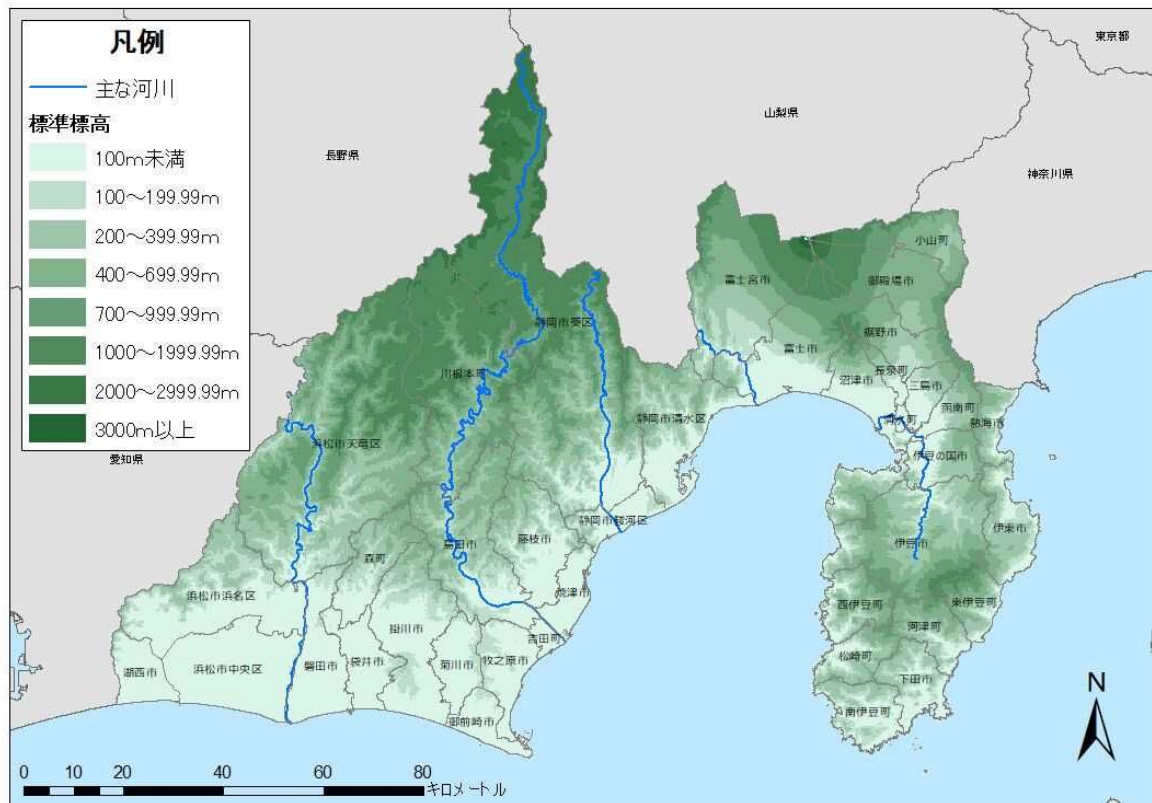 凡例
主な河川
標準標高
100m未満
100～199.99m
200～399.99m
400～699.99m
700～999.99m
1000～1999.99m
2000～2999.99m
3000m以上
東京都
山梨県
長野県
神奈川県
愛知県
小山町
富士宮市
御殿場市
静岡市葵区
裾野市
富士市
長泉町
沼津市
三島市
川根本町
函南町
熱海市
静岡市清水区
清水町
浜松市天竜区
伊豆の国市
静岡市駿河区
伊東市
藤枝市
島田市
伊豆市
森町
焼津市
浜松市浜名区
西伊豆町
東伊豆町
掛川市
河津町
吉田町
松崎町
浜松市中央区
磐田市
袋井市
菊川市
牧之原市
湖西市
下田市
南伊豆町
御前崎市
N
0 10 20 40 60 80
キロメートル